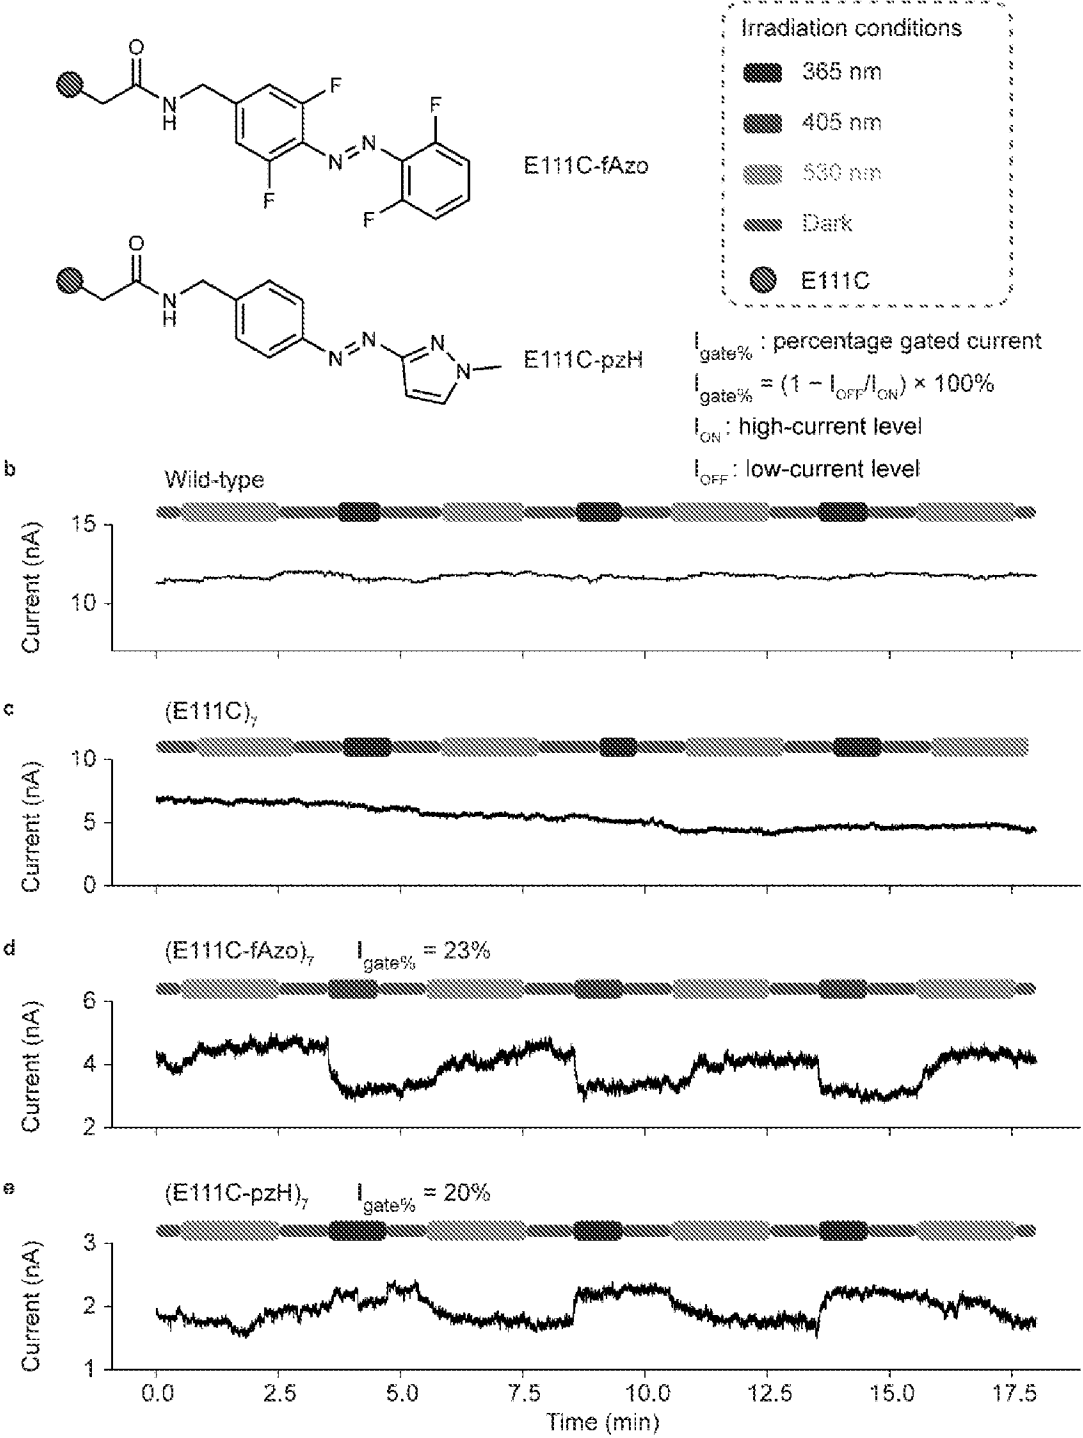 O
N
H
F
F
N
N
F
F
E111C-fAzo
O
N
H
N
N
N
N
E111C-pzH
Irradiation conditions
365 nm
405 nm
530 nm
Dark
E111C
Igate% : percentage gated current
Igate% = (1 − IOFF/ION) × 100%
ION : high-current level
IOFF : low-current level
b
Wild-type
Current (nA)
15
10
c
(E111C)7
Current (nA)
10
5
0
d
(E111C-fAzo)7 Igate% = 23%
Current (nA)
6
4
2
e
(E111C-pzH)7 Igate% = 20%
Current (nA)
3
2
1
0.0 2.5 5.0 7.5 10.0 12.5 15.0 17.5
Time (min)